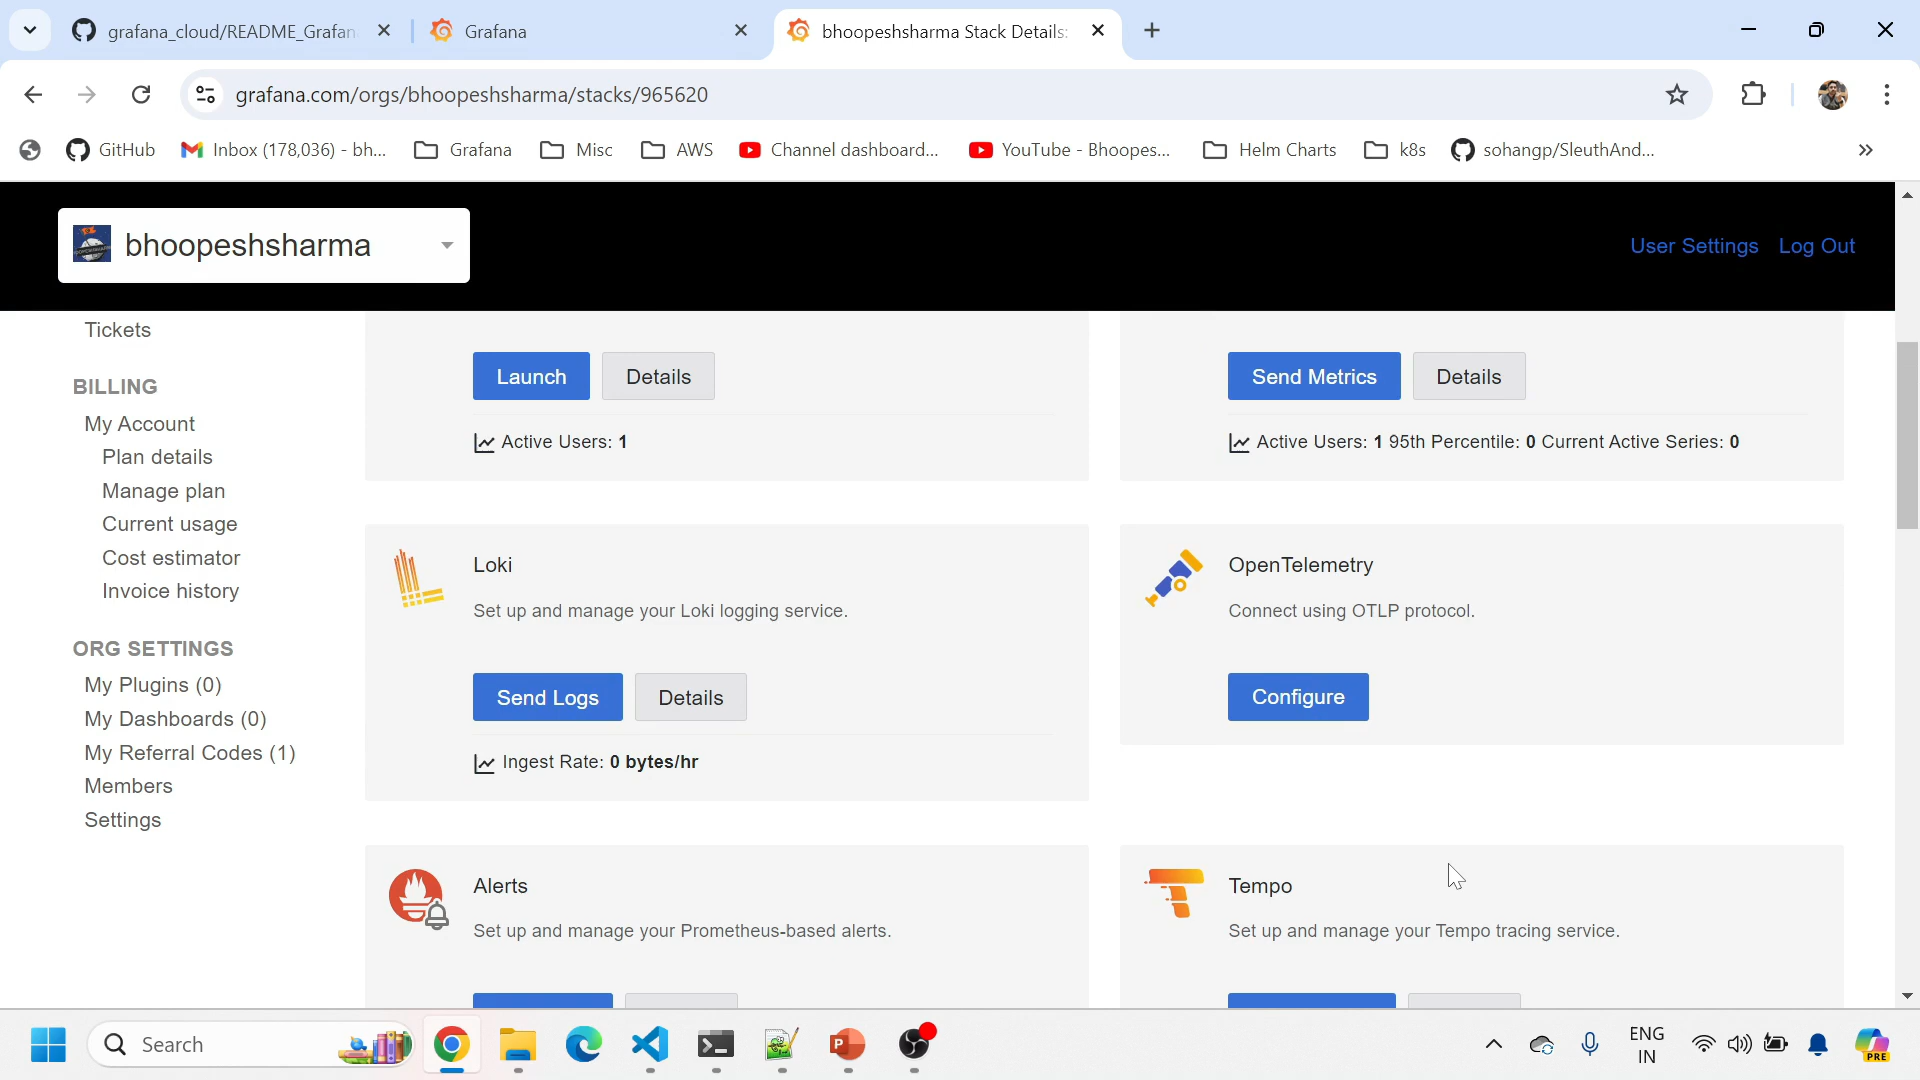 grafana_cloud/README_Grafan
Grafana
bhoopeshsharma Stack Details:
grafana.com/orgs/bhoopeshsharma/stacks/965620
GitHub
Inbox (178,036) - bh...
Grafana
Misc
AWS
Channel dashboard...
YouTube - Bhoopes...
Helm Charts
k8s
sohangp/SleuthAnd...
bhoopeshsharma
User Settings
Log Out
Tickets
BILLING
My Account
Plan details
Manage plan
Current usage
Cost estimator
Invoice history
ORG SETTINGS
My Plugins (0)
My Dashboards (0)
My Referral Codes (1)
Members
Settings
Launch
Details
Active Users: 1
Send Metrics
Details
Active Users: 1 95th Percentile: 0 Current Active Series: 0
Loki
Set up and manage your Loki logging service.
Send Logs
Details
Ingest Rate: 0 bytes/hr
OpenTelemetry
Connect using OTLP protocol.
Configure
Alerts
Set up and manage your Prometheus-based alerts.
Tempo
Set up and manage your Tempo tracing service.
Search
ENG
IN
PRE